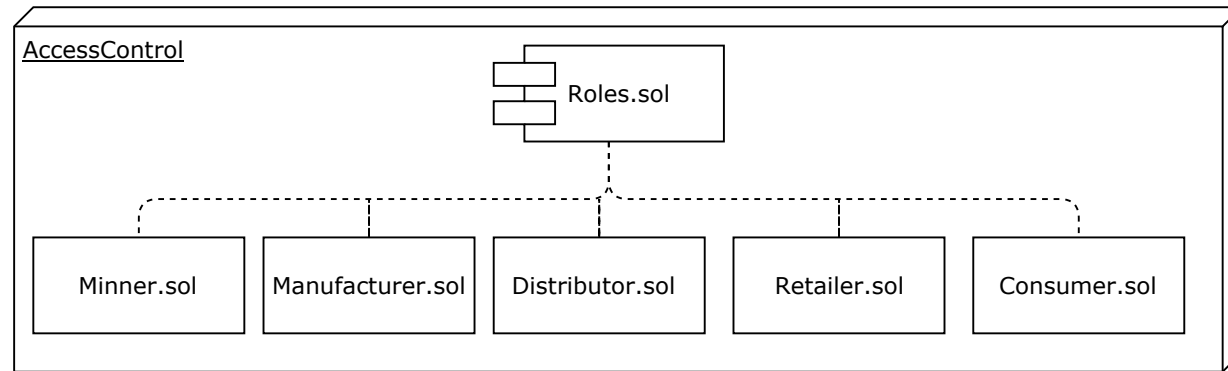 AccessControl
Roles.sol
Minner.sol
Manufacturer.sol
Distributor.sol
Retailer.sol
Consumer.sol